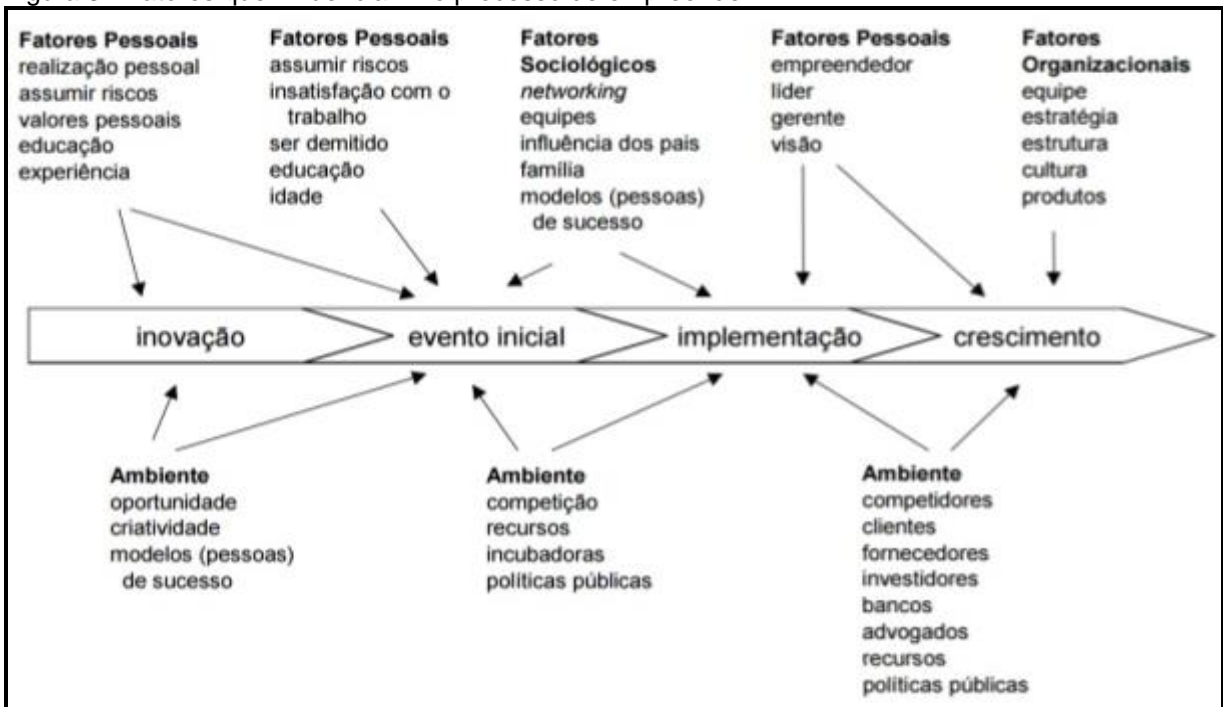 Fatores Pessoais
realização pessoal
assumir riscos
valores pessoais
educação
experiência
Fatores Pessoais
assumir riscos
insatisfação com o
trabalho
ser demitido
educação
idade
Fatores
Sociológicos
networking
equipes
influência dos pais
família
modelos (pessoas)
de sucesso
Fatores Pessoais
empreendedor
líder
gerente
visão
Fatores
Organizacionais
equipe
estratégia
estrutura
cultura
produtos
inovação
evento inicial
implementação
crescimento
Ambiente
oportunidade
criatividade
modelos (pessoas)
de sucesso
Ambiente
competição
recursos
incubadoras
políticas públicas
Ambiente
competidores
clientes
fornecedores
investidores
bancos
advogados
recursos
políticas públicas